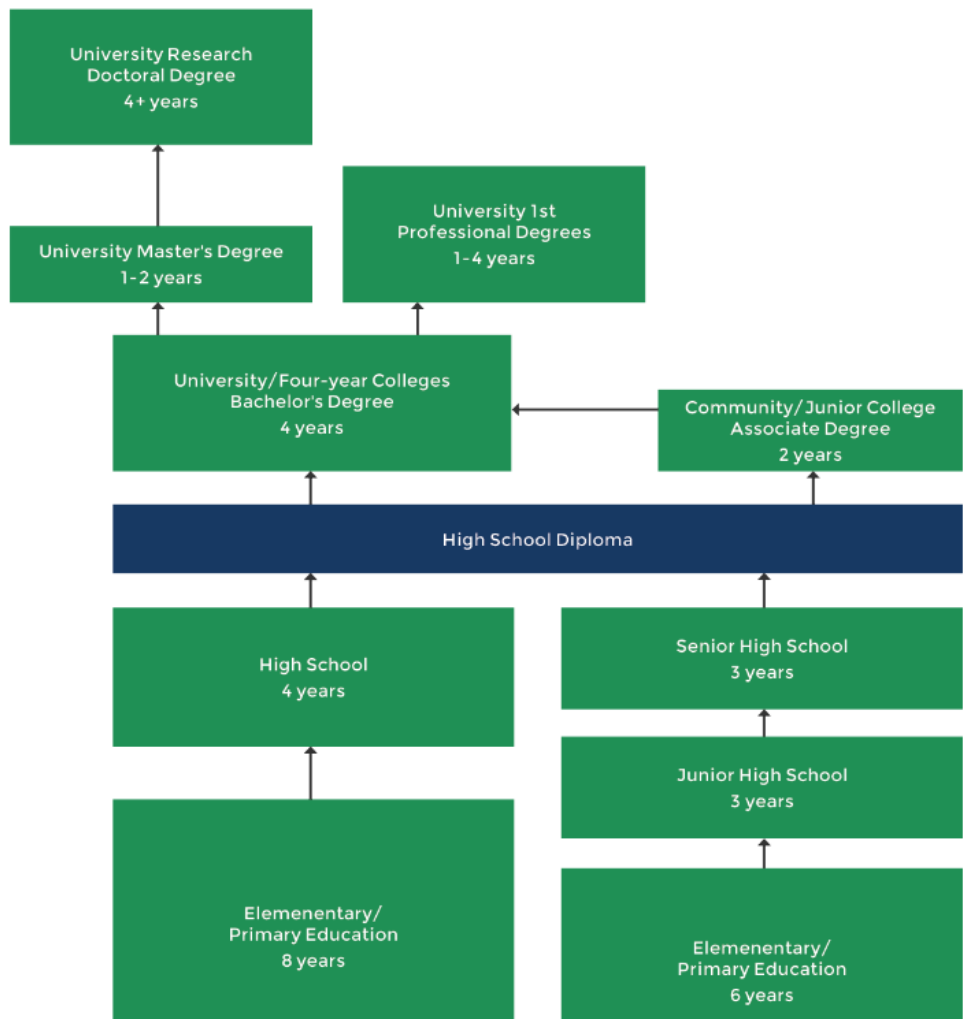 University Research
Doctoral Degree
4+ years
University 1st
Professional Degrees
1-4 years
University Master's Degree
1-2 years
University/Four-year Colleges
Bachelor's Degree
4 years
Community/Junior College
Associate Degree
2 years
High School Diploma
High School
4 years
Senior High School
3 years
Junior High School
3 years
Elemenentary/
Primary Education
8 years
Elemenentary/
Primary Education
6 years